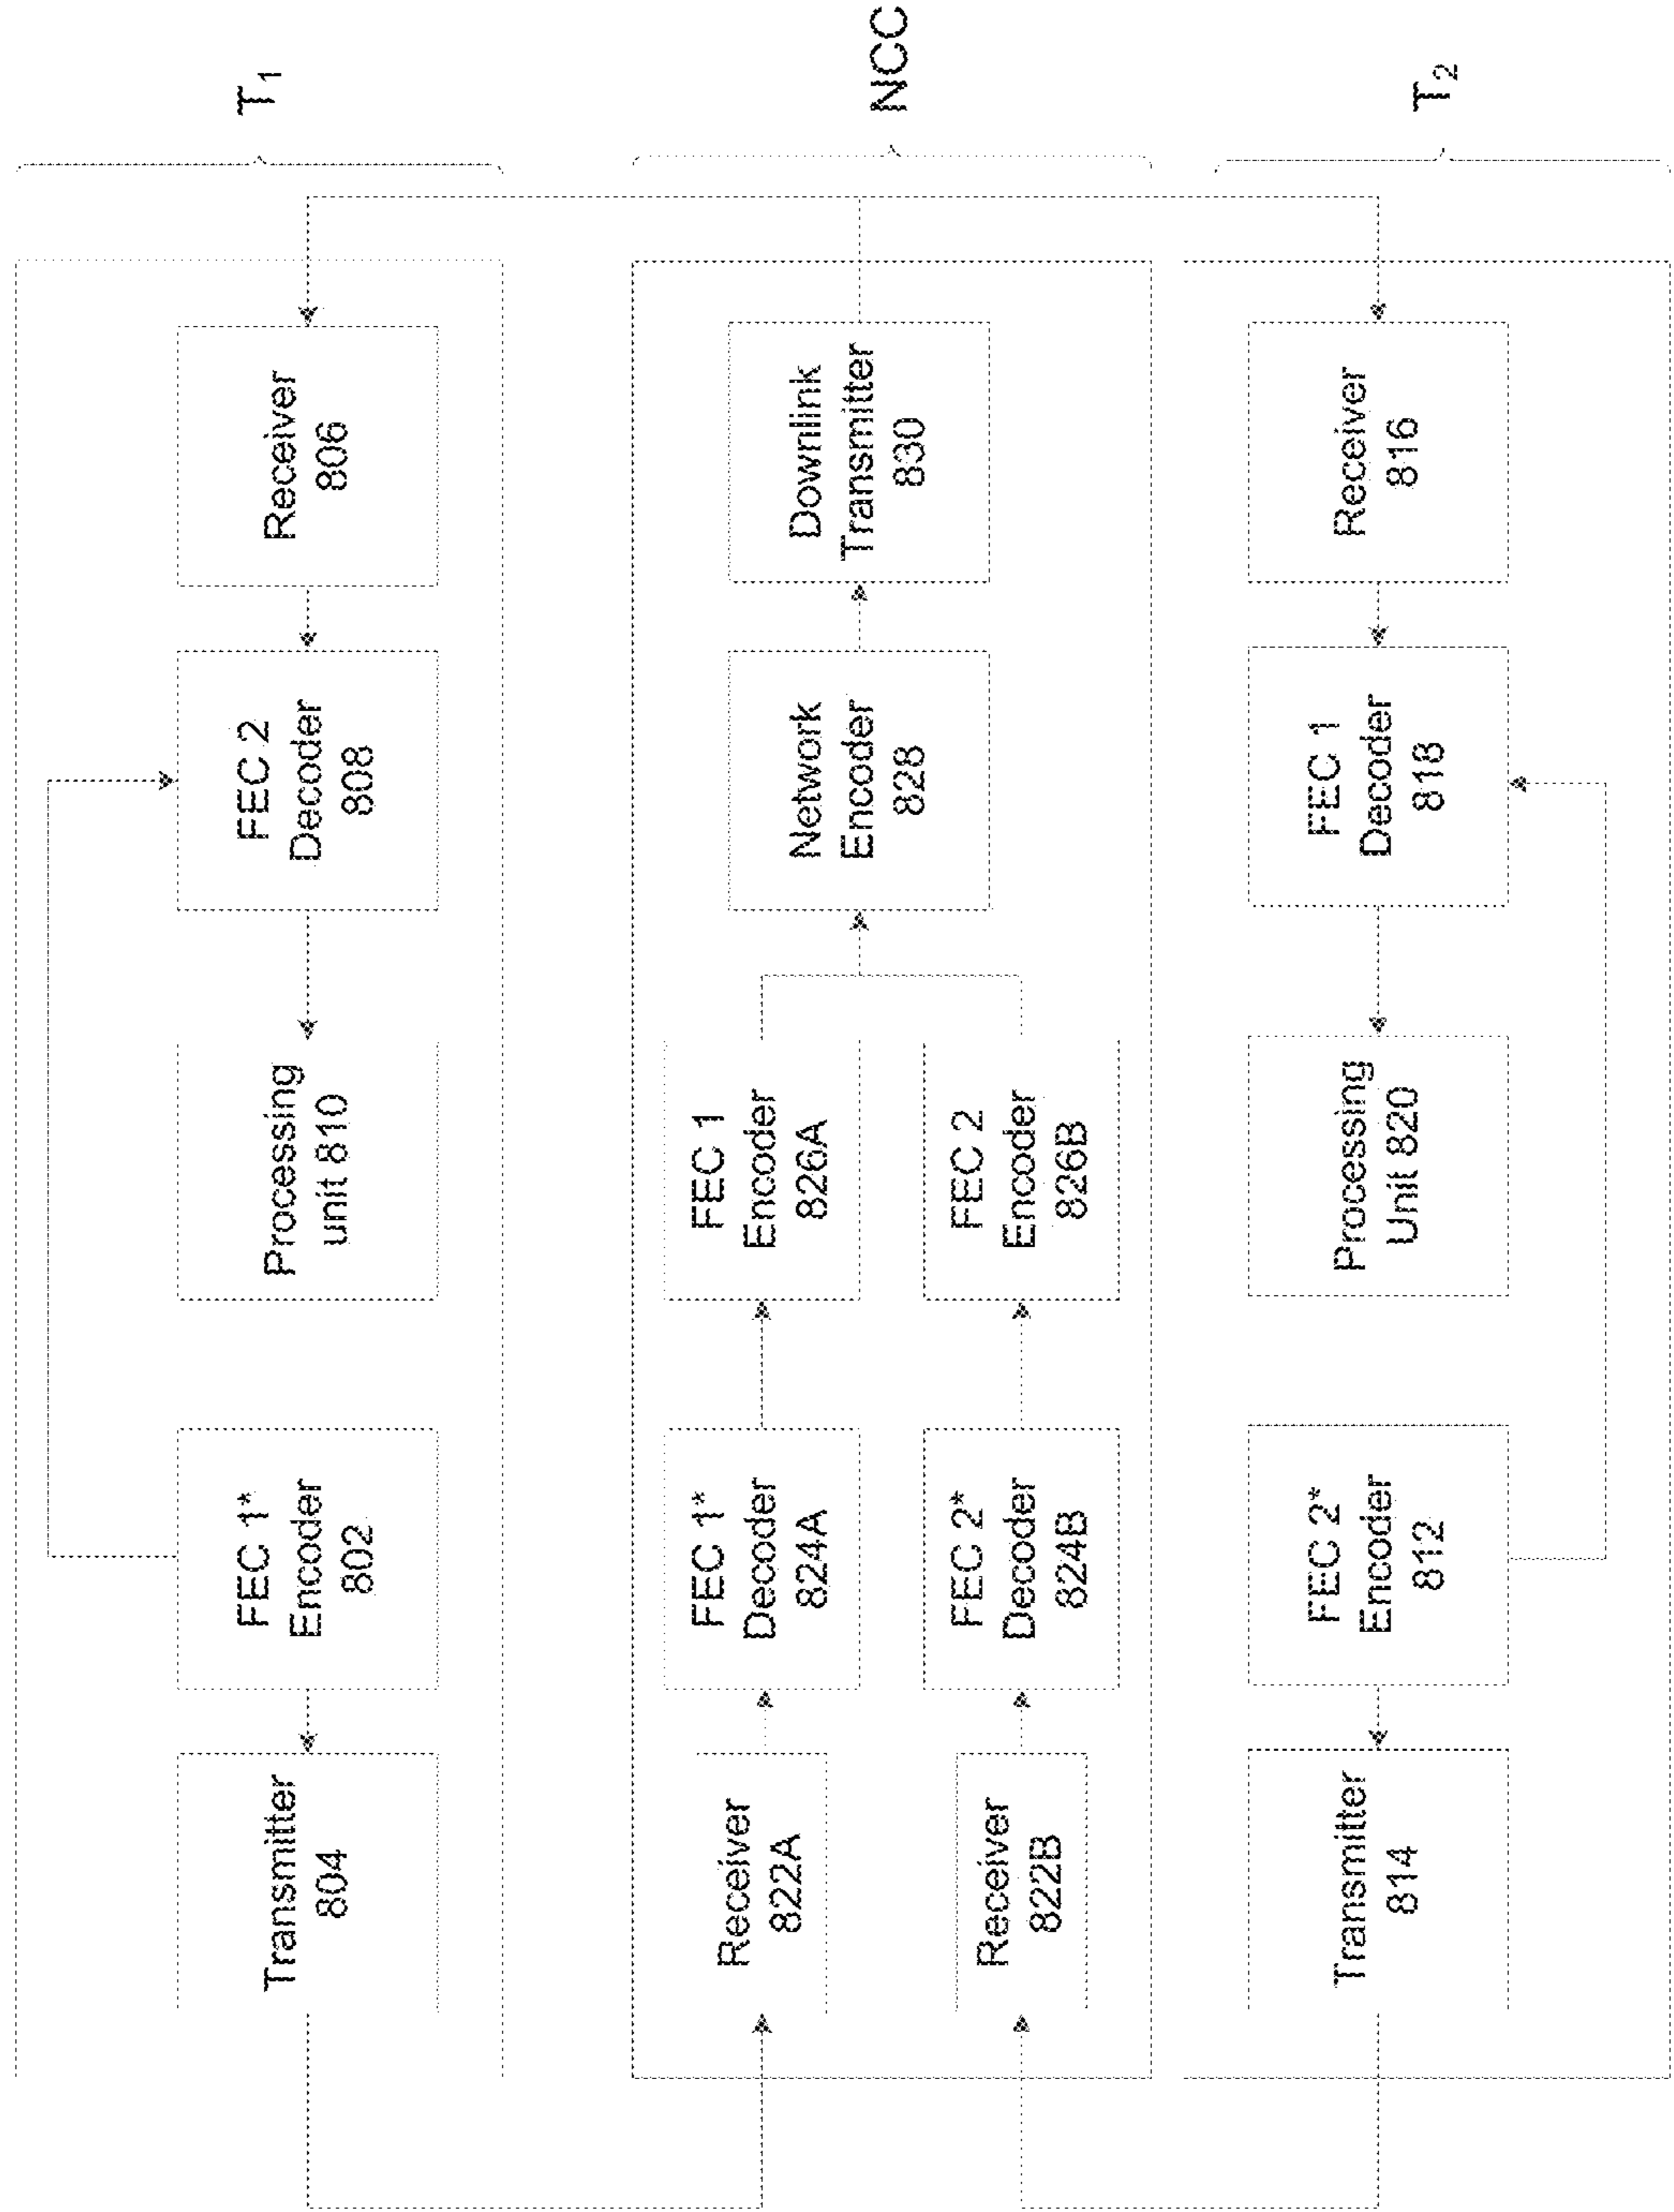 Transmitter
804
FEC 1*
Encoder
802
Processing
unit 810
FEC 2
Decoder
808
Receiver
806
T1
Receiver
822A
FEC 1*
Decoder
824A
FEC 1
Encoder
826A
Receiver
822B
FEC 2*
Decoder
824B
FEC 2
Encoder
826B
Network
Encoder
828
Downlink
Transmitter
830
NCC
Transmitter
814
FEC 2*
Encoder
812
Processing
Unit 820
FEC 1
Decoder
818
Receiver
816
T2